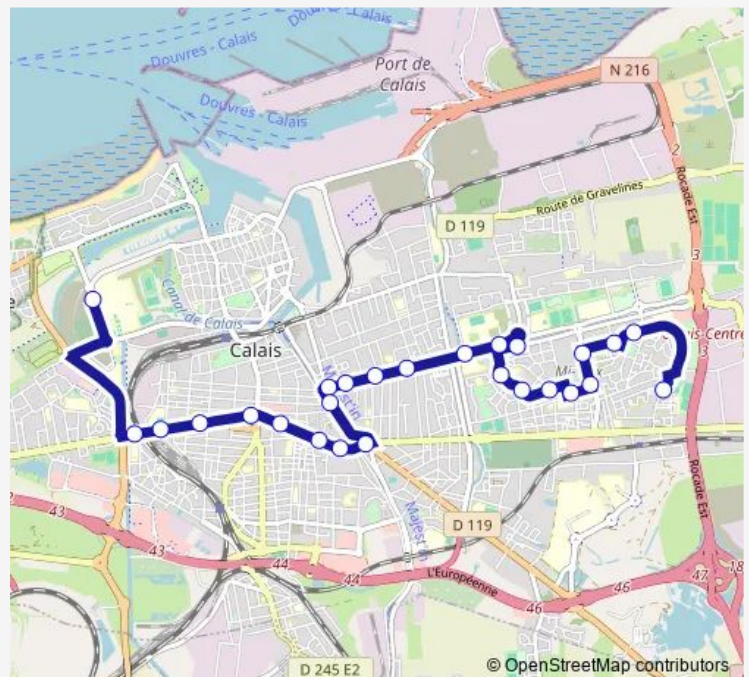 Douvres - Calais
Douvres - Calais
Port de
Calais
N 216
Douvres - Calais
2
Rocade Est
Route de Gravelines
D 119
3
Canal de Calais
Calais
is-Centre
3
43
43
D 119
Rocade Est
44
44
L'Européenne
46
46
47
18
D 245 E2
© OpenStreetMap contributors